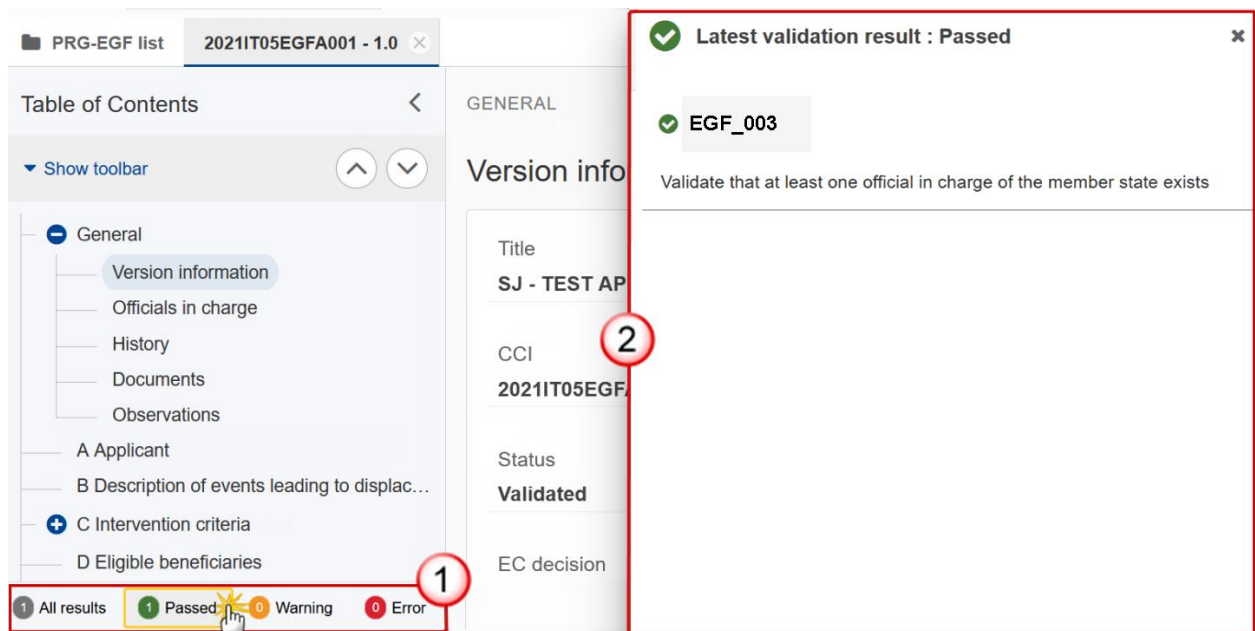 PRG-EGF list
2021IT05EGFA001 - 1.0
Table of Contents
Show toolbar
General
Version information
Officials in charge
History
Documents
Observations
A Applicant
B Description of events leading to displac...
C Intervention criteria
D Eligible beneficiaries
1 All results
1 Passed
0 Warning
0 Error
1
GENERAL
Version info
Title
SJ - TEST AP
CCI
2021IT05EGFA
Status
Validated
EC decision
2
Latest validation result : Passed
EGF_003
Validate that at least one official in charge of the member state exists